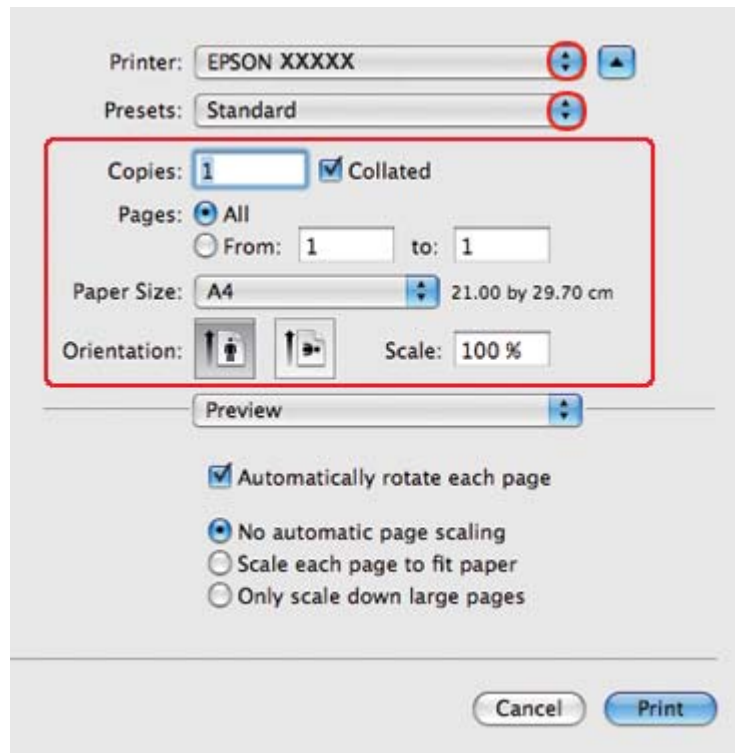 Printer: EPSON XXXXX
Presets: Standard
Copies: 1 Collated
Pages: All
From: 1 to: 1
Paper Size: A4 21.00 by 29.70 cm
Orientation: Scale: 100 %
Preview
Automatically rotate each page
No automatic page scaling
Scale each page to fit paper
Only scale down large pages
Cancel Print